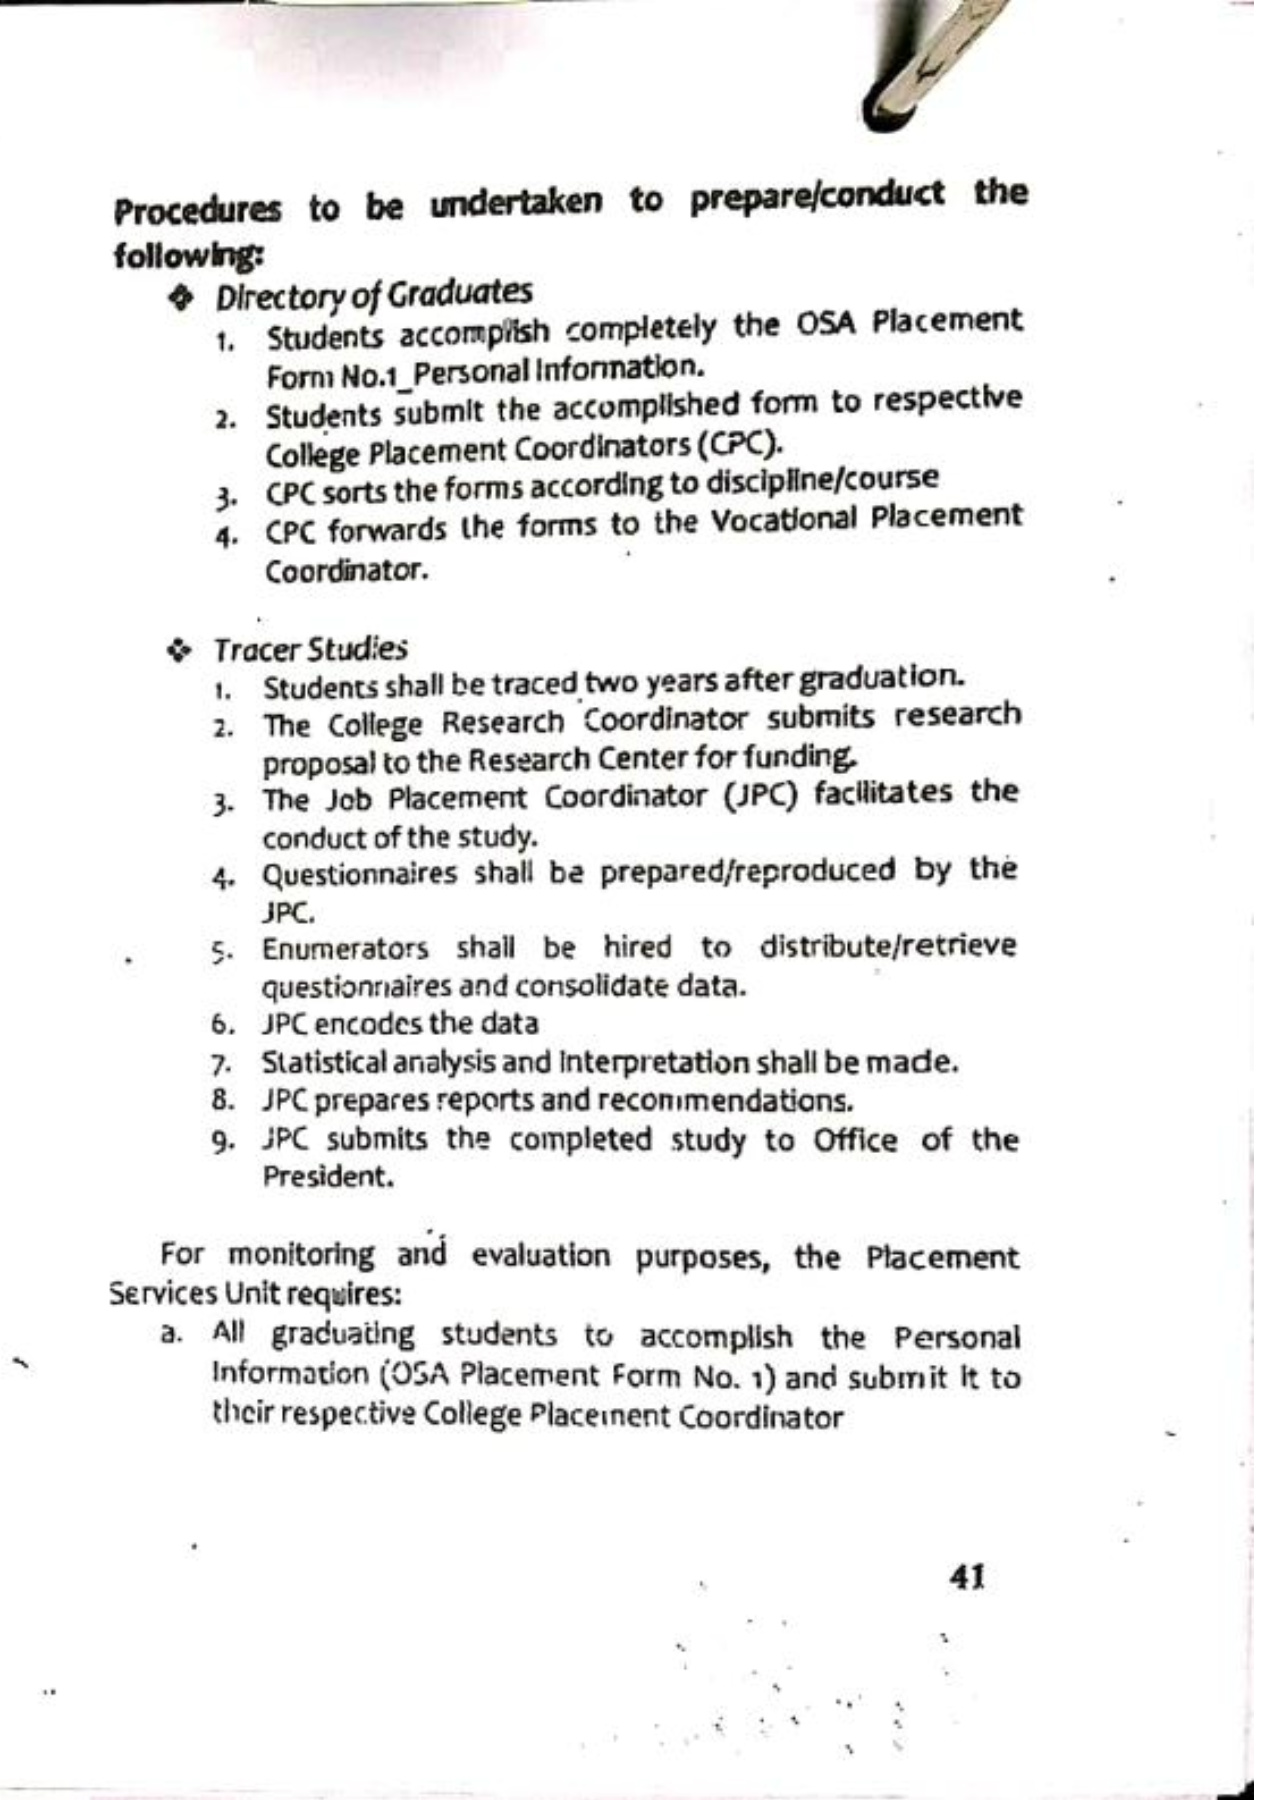 Procedures to be undertaken to prepare/conduct the
following:
❖ Directory of Graduates
1. Students accomplish completely the OSA Placement
Form No.1_Personal Information.
2. Students submit the accomplished form to respective
College Placement Coordinators (CPC).
3. CPC sorts the forms according to discipline/course
4. CPC forwards the forms to the Vocational Placement
Coordinator.
❖ Tracer Studies
1. Students shall be traced two years after graduation.
2. The College Research Coordinator submits research
proposal to the Research Center for funding.
3. The Job Placement Coordinator (JPC) facilitates the
conduct of the study.
4. Questionnaires shall be prepared/reproduced by the
JPC.
5. Enumerators shall be hired to distribute/retrieve
questionnaires and consolidate data.
6. JPC encodes the data
7. Statistical analysis and Interpretation shall be made.
8. JPC prepares reports and recommendations.
9. JPC submits the completed study to Office of the
President.
For monitoring and evaluation purposes, the Placement
Services Unit requires:
a. All graduating students to accomplish the Personal
Information (OSA Placement Form No. 1) and submit it to
their respective College Placement Coordinator
41